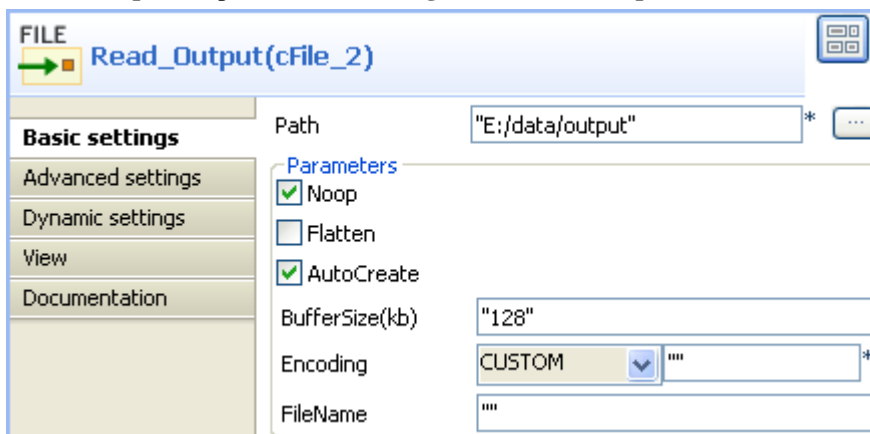 FILE
Read_Output(cFile_2)
Basic settings
Advanced settings
Dynamic settings
View
Documentation
Path "E:/data/output" * ...
Parameters
Noop
Flatten
AutoCreate
BufferSize(kb) "128"
Encoding CUSTOM "" *
FileName ""